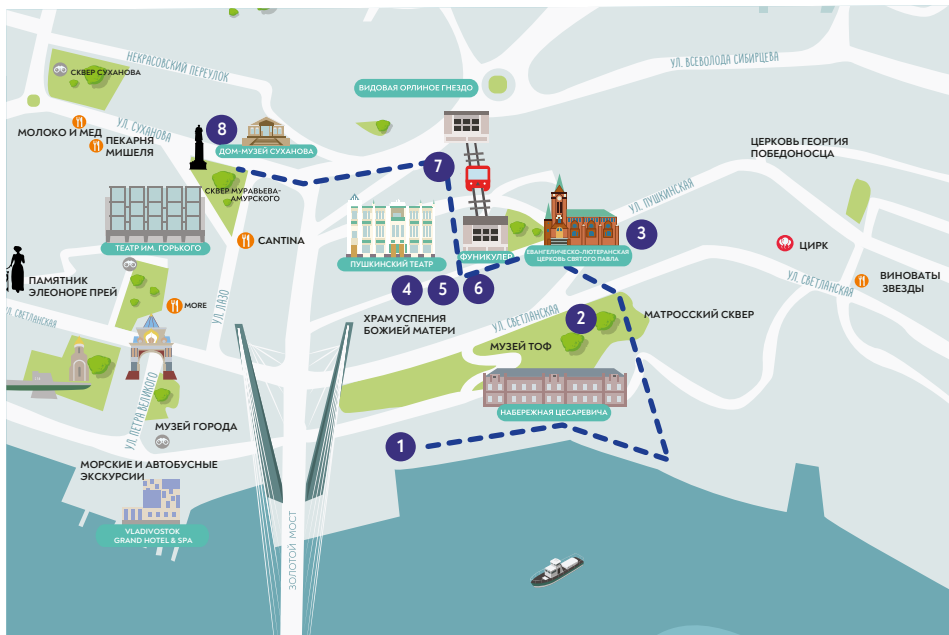 НЕКРАСОВСКИЙ ПЕРЕУЛОК
СКВЕР СУХАНОВА
УЛ. ВСЕВОЛОДА СИБИРЦЕВА
ВИДОВАЯ ОРЛИНОЕ ГНЕЗДО
УЛ. СУХАНОВА
МОЛОКО И МЕД
ПЕКАРНЯ
МИШЕЛЯ
8
ДОМ-МУЗЕЙ СУХАНОВА
7
ЦЕРКОВЬ ГЕОРГИЯ
ПОБЕДОНОСЦА
СКВЕР МУРАВЬЕВА-
АМУРСКОГО
УЛ. ПУШКИНСКАЯ
ТЕАТР ИМ. ГОРЬКОГО
CANTINA
ПУШКИНСКИЙ ТЕАТР
ФУНИКУЛЕР
ЕВАНГЕЛИЧЕСКО-ЛЮТЕРАНСКАЯ
ЦЕРКОВЬ СВЯТОГО ПАВЛА
3
ЦИРК
ПАМЯТНИК
ЭЛЕОНОРЕ ПРЕЙ
4
5
6
УЛ. СВЕТЛАНСКАЯ
ВИНОВАТЫ
ЗВЕЗДЫ
MORE
УЛ. ЛАЗО
УЛ. СВЕТЛАНСКАЯ
ХРАМ УСПЕНИЯ
БОЖИЕЙ МАТЕРИ
УЛ. СВЕТЛАНСКАЯ
2
МАТРОССКИЙ СКВЕР
МУЗЕЙ ТОФ
УЛ. ПЕТРА ВЕЛИКОГО
НАБЕРЕЖНАЯ ЦЕСАРЕВИЧА
МУЗЕЙ ГОРОДА
1
МОРСКИЕ И АВТОБУСНЫЕ
ЭКСКУРСИИ
VLADIVOSTOK
GRAND HOTEL & SPA
ЗОЛОТОЙ МОСТ